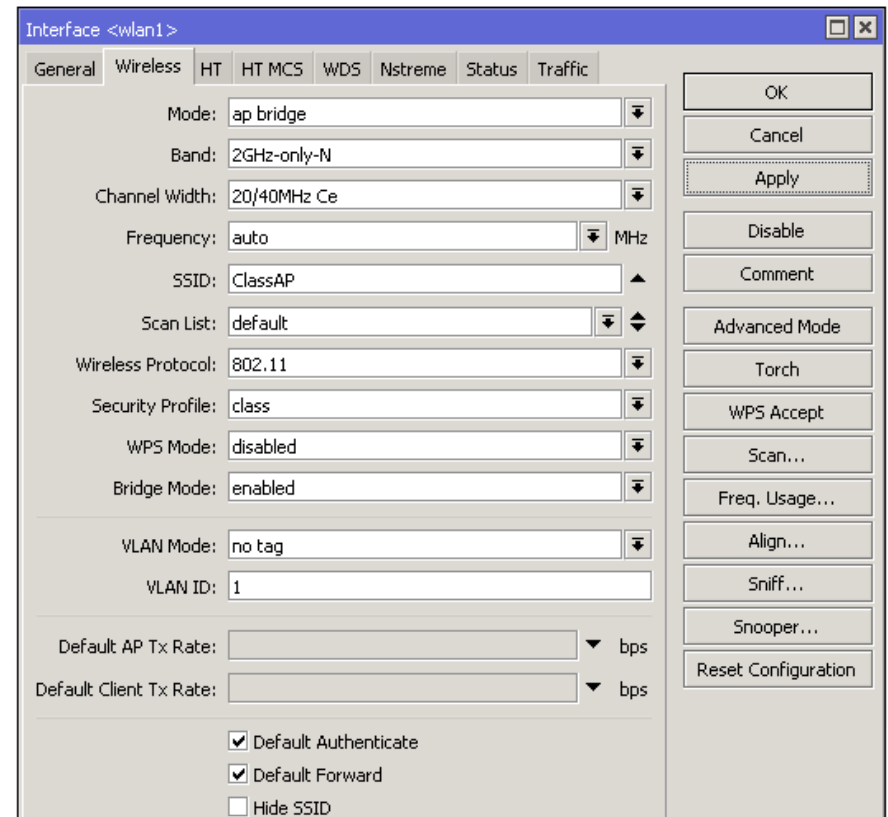 Interface <wlan1>
General Wireless HT HT MCS WDS Nstreme Status Traffic
Mode: ap bridge
Band: 2GHz-only-N
Channel Width: 20/40MHz Ce
Frequency: auto MHz
SSID: ClassAP
Scan List: default
Wireless Protocol: 802.11
Security Profile: class
WPS Mode: disabled
Bridge Mode: enabled
VLAN Mode: no tag
VLAN ID: 1
Default AP Tx Rate: bps
Default Client Tx Rate: bps
Default Authenticate
Default Forward
Hide SSID
OK
Cancel
Apply
Disable
Comment
Advanced Mode
Torch
WPS Accept
Scan...
Freq. Usage...
Align...
Sniff...
Snooper...
Reset Configuration